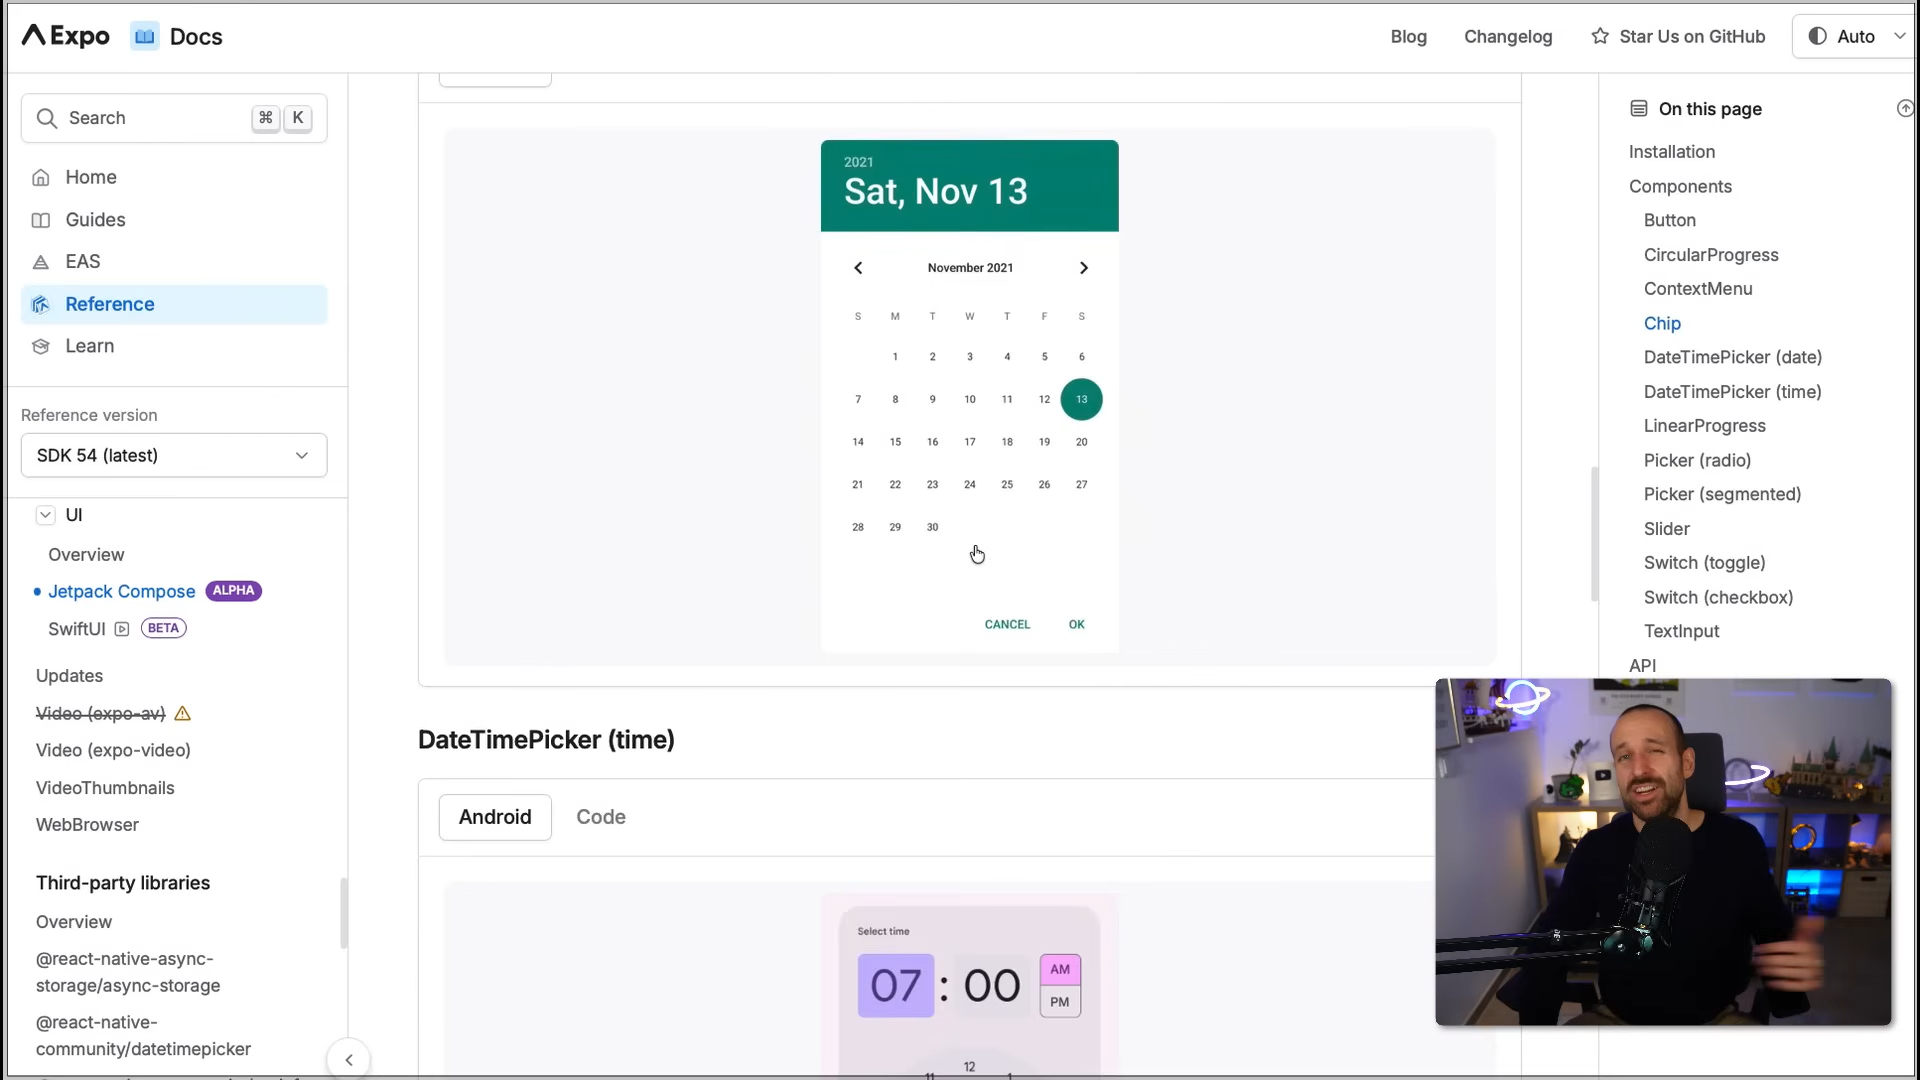 Expo
Docs
Blog
Changelog
Star Us on GitHub
Auto
Search
⌘ K
Home
Guides
EAS
Reference
Learn
Reference version
SDK 54 (latest)
UI
Overview
Jetpack Compose ALPHA
SwiftUI BETA
Updates
Video (expo-av)
Video (expo-video)
VideoThumbnails
WebBrowser
Third-party libraries
Overview
@react-native-async-
storage/async-storage
@react-native-
community/datetimepicker
2021
Sat, Nov 13
November 2021
S M T W T F S
1 2 3 4 5 6
7 8 9 10 11 12 13
14 15 16 17 18 19 20
21 22 23 24 25 26 27
28 29 30
CANCEL OK
DateTimePicker (time)
Android Code
Select time
07 : 00
AM
PM
12
11 1
On this page
Installation
Components
Button
CircularProgress
ContextMenu
Chip
DateTimePicker (date)
DateTimePicker (time)
LinearProgress
Picker (radio)
Picker (segmented)
Slider
Switch (toggle)
Switch (checkbox)
TextInput
API